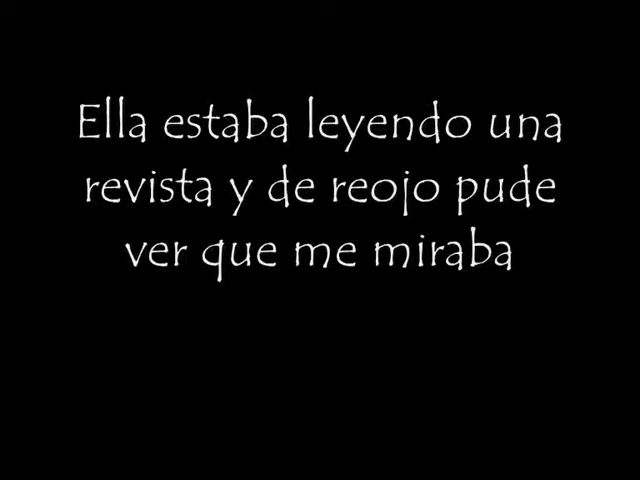 Ella estaba leyendo una
revista y de reojo pude
ver que me miraba